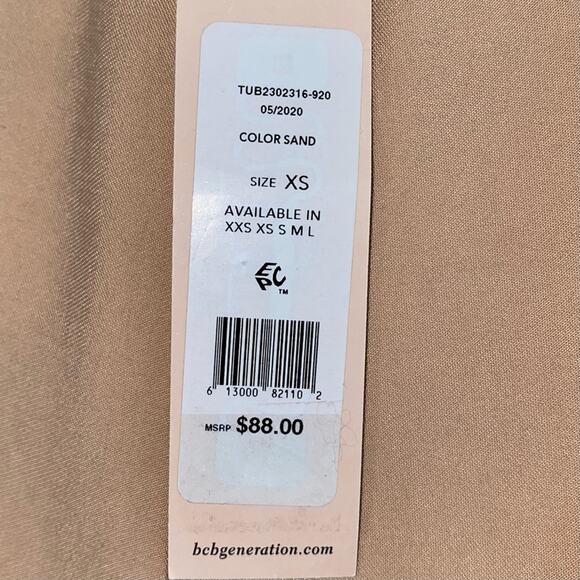 TUB2302316-920
05/2020
COLOR SAND
SIZE XS
AVAILABLE IN
XXS XS S M L
EPC™
6 13000 82110 2
MSRP $88.00
bcbgeneration.com